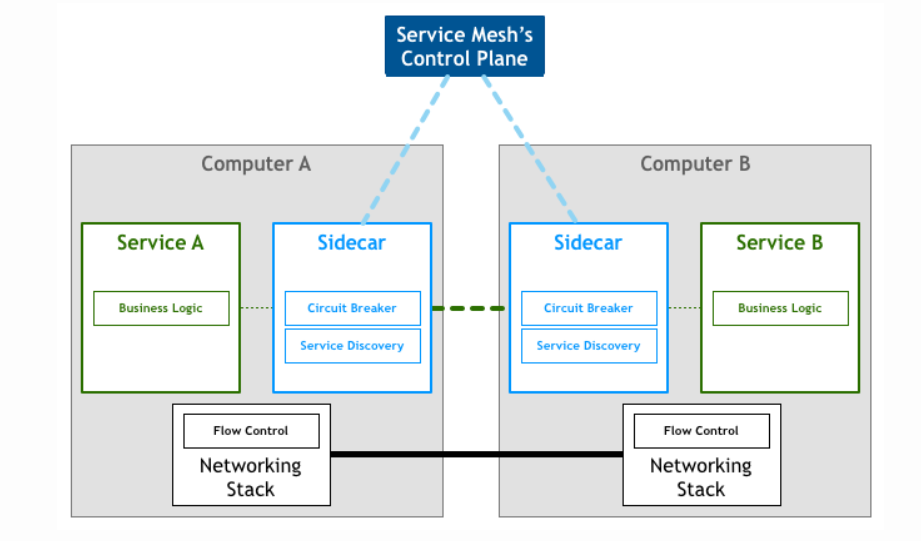 Service Mesh's
Control Plane
Computer A
Computer B
Service A
Sidecar
Sidecar
Service B
Business Logic
Circuit Breaker
Circuit Breaker
Business Logic
Service Discovery
Service Discovery
Flow Control
Flow Control
Networking
Stack
Networking
Stack